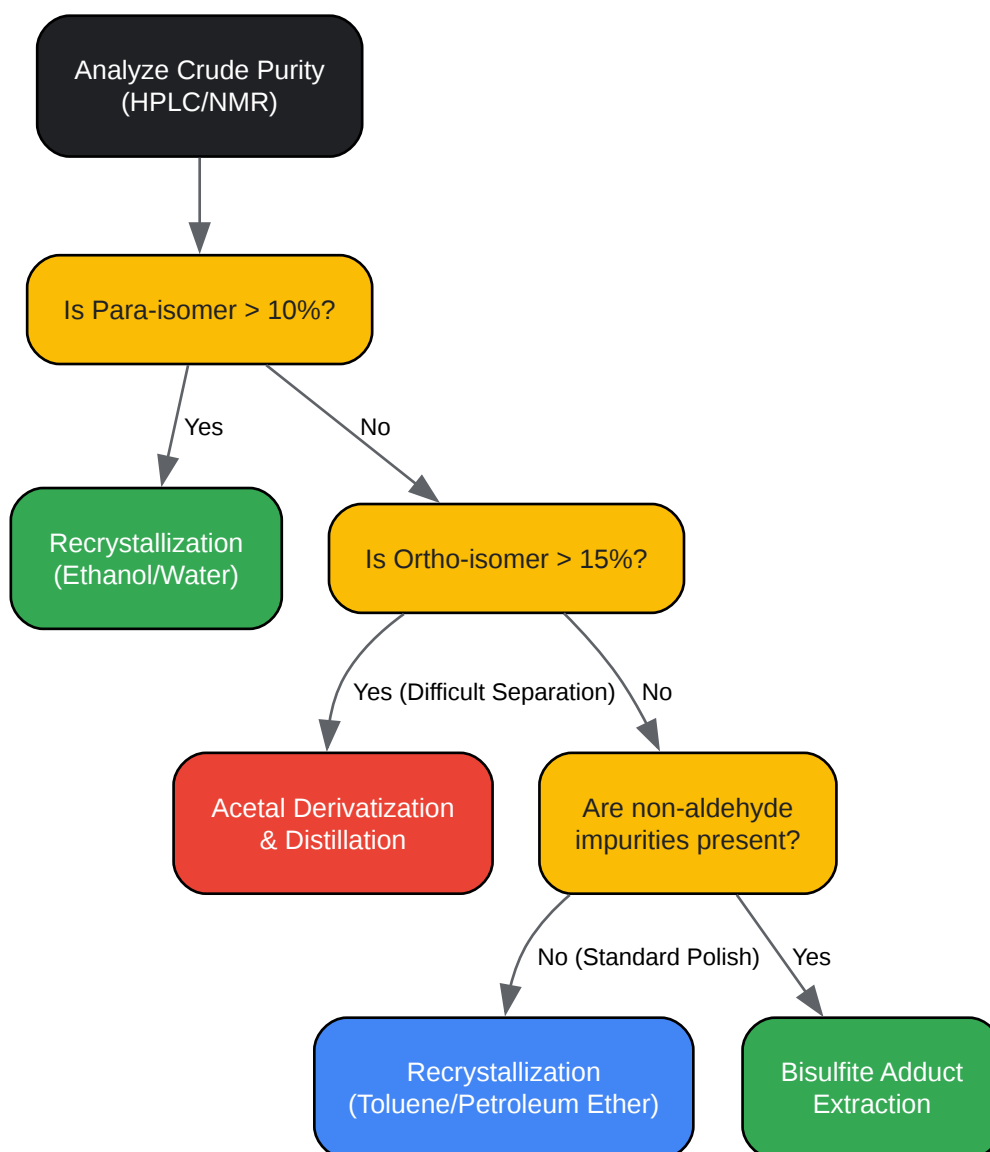 Analyze Crude Purity
(HPLC/NMR)
Is Para-isomer > 10%?
Yes
No
Recrystallization
(Ethanol/Water)
Is Ortho-isomer > 15%?
Yes (Difficult Separation)
No
Acetal Derivatization
& Distillation
Are non-aldehyde
impurities present?
No (Standard Polish)
Yes
Recrystallization
(Toluene/Petroleum Ether)
Bisulfite Adduct
Extraction